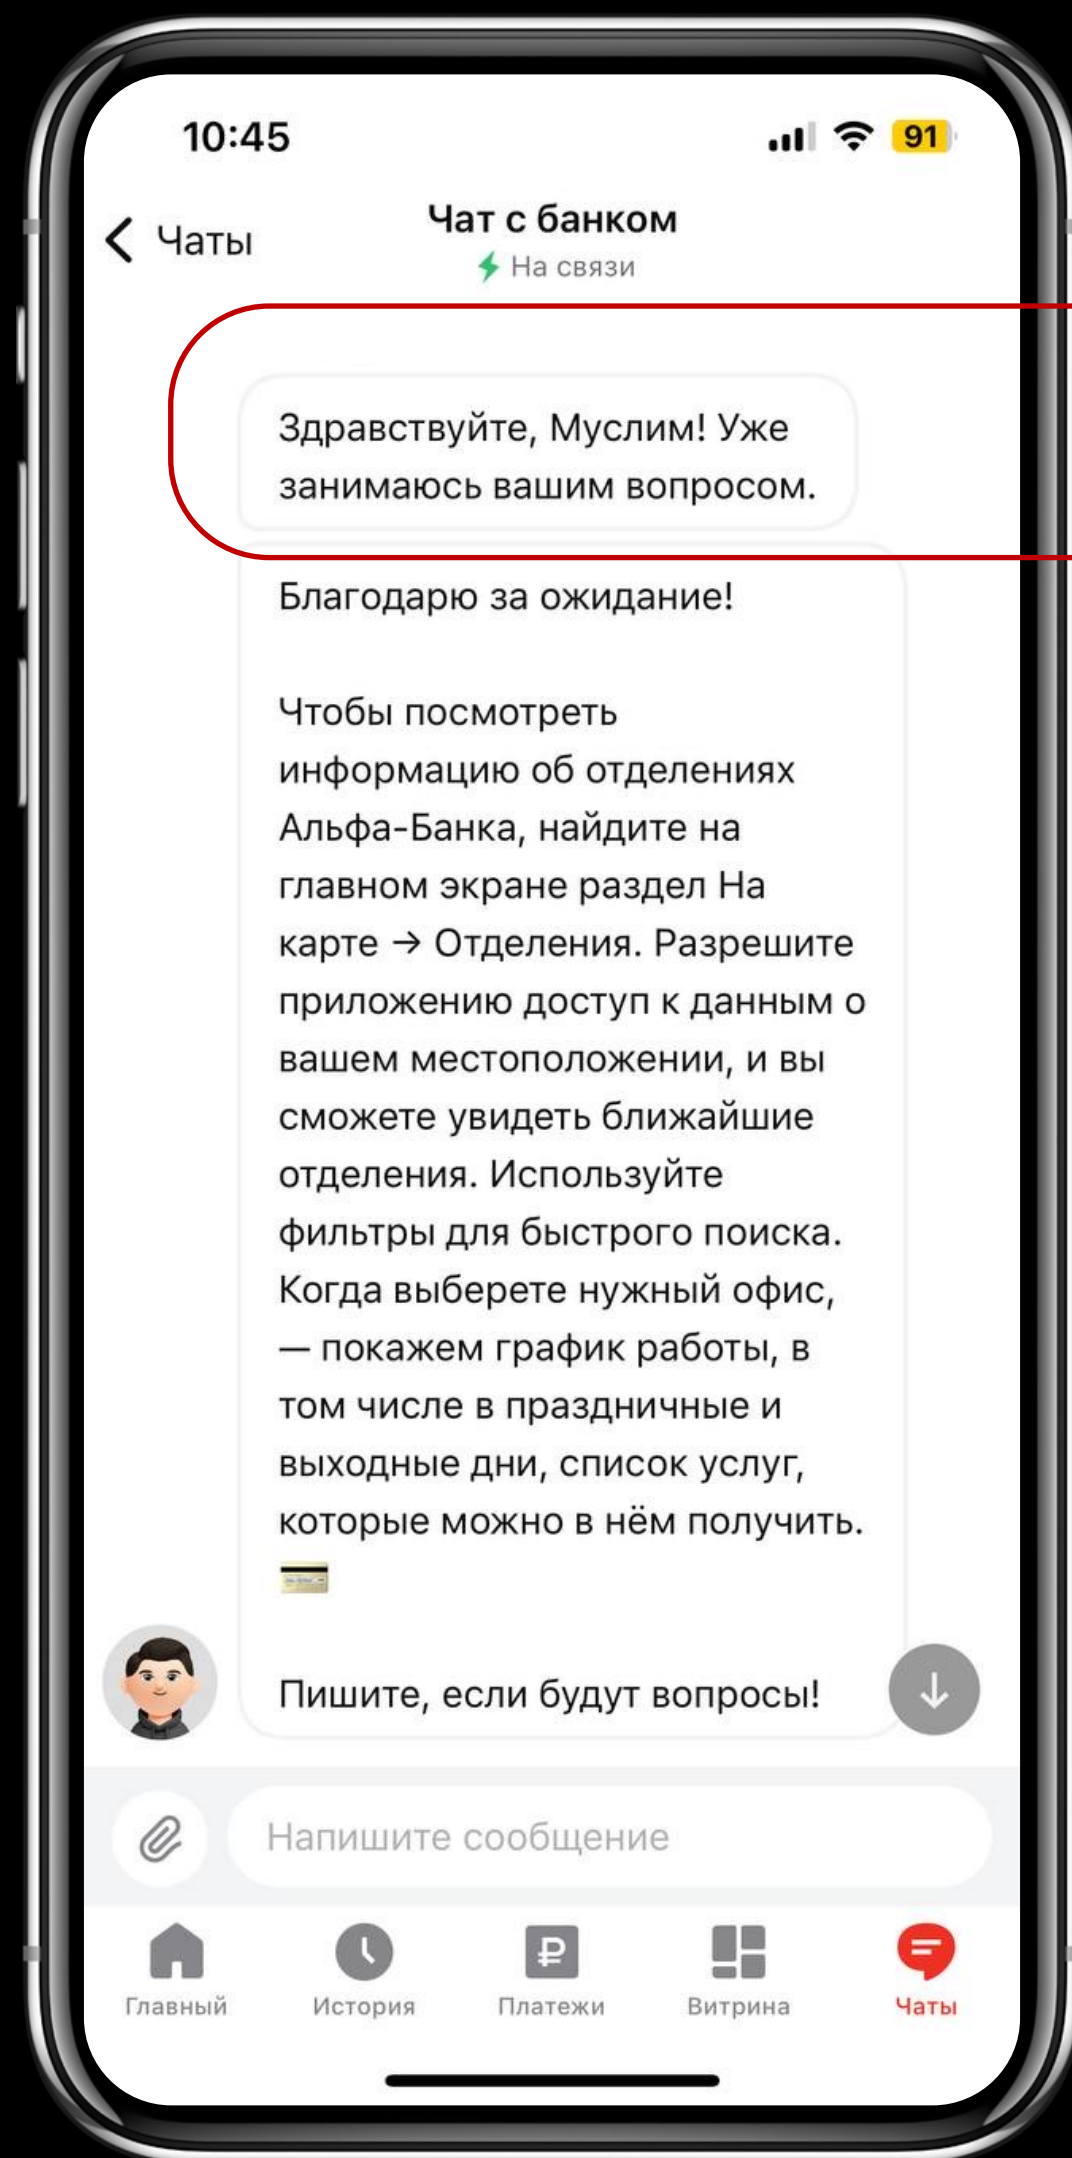 10:45
91
Чаты
Чат с банком
На связи
Здравствуйте, Муслим! Уже
занимаюсь вашим вопросом.
Благодарю за ожидание!
Чтобы посмотреть
информацию об отделениях
Альфа-Банка, найдите на
главном экране раздел На
карте → Отделения. Разрешите
приложению доступ к данным о
вашем местоположении, и вы
сможете увидеть ближайшие
отделения. Используйте
фильтры для быстрого поиска.
Когда выберете нужный офис,
— покажем график работы, в
том числе в праздничные и
выходные дни, список услуг,
которые можно в нём получить.
Пишите, если будут вопросы!
Напишите сообщение
Главный
История
Платежи
Витрина
Чаты